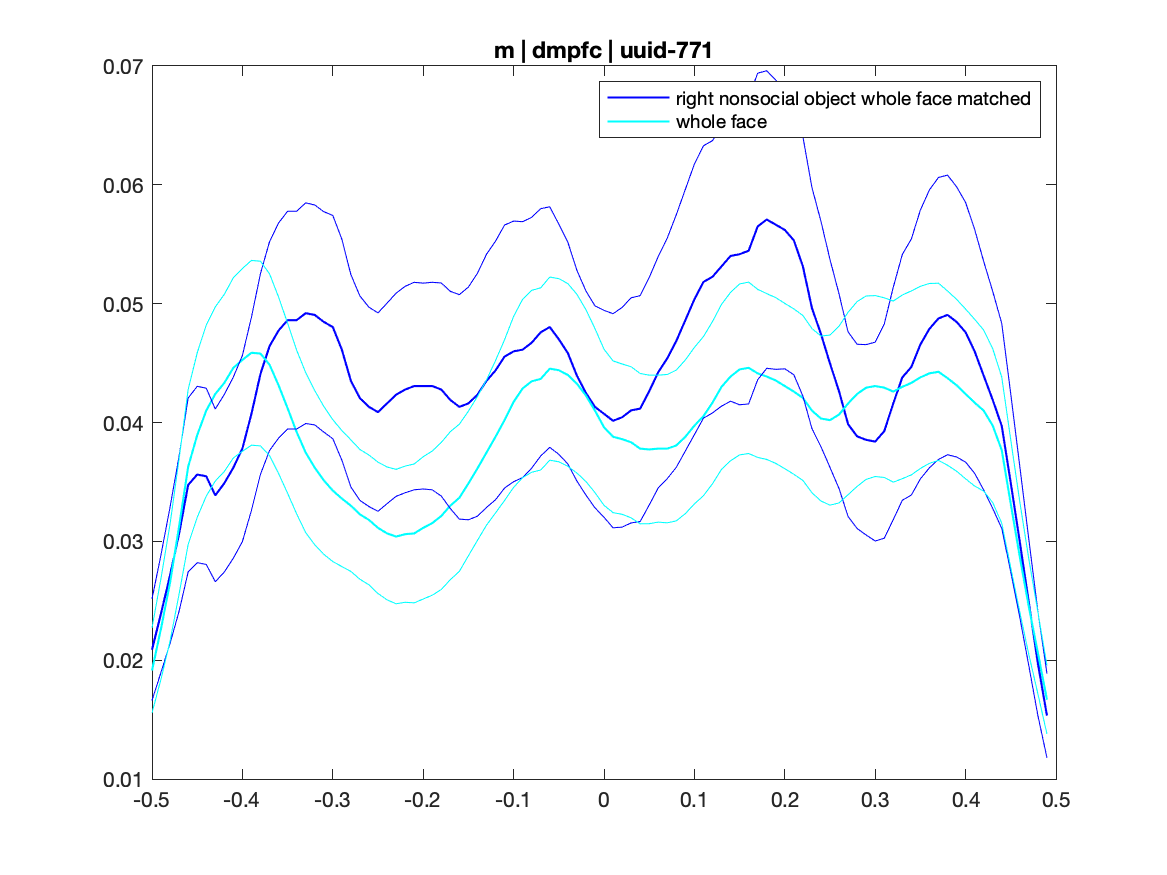 m | dmpfc | uuid-771
right nonsocial object whole face matched
whole face
0.07
0.06
0.05
0.04
0.03
0.02
0.01
-0.5 -0.4 -0.3 -0.2 -0.1 0 0.1 0.2 0.3 0.4 0.5